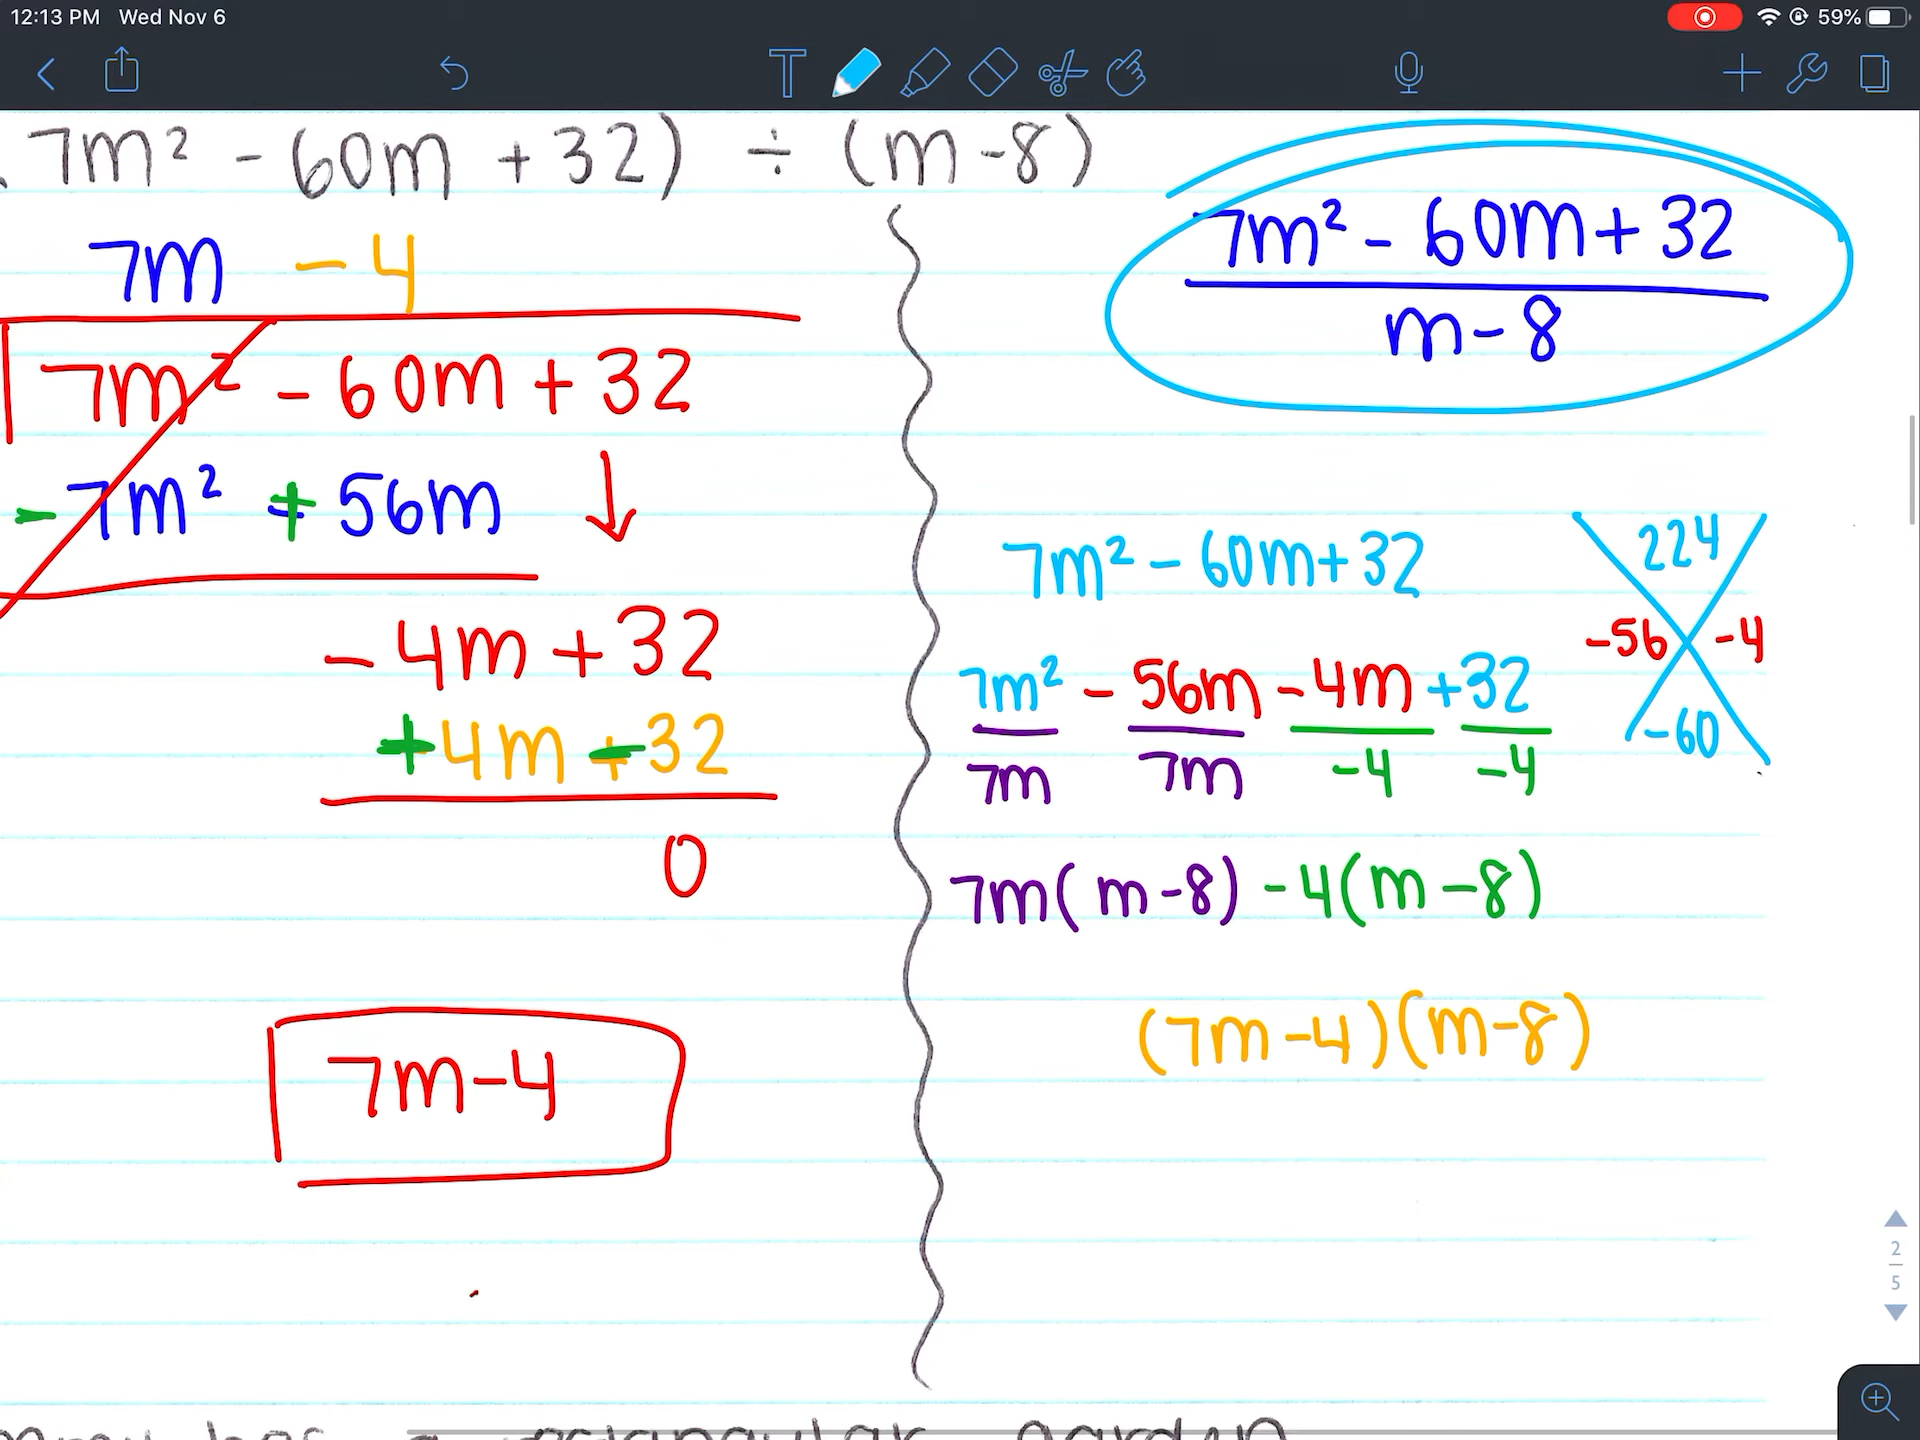 12:13 PM Wed Nov 6
59%
7m² - 60m + 32) ÷ (m - 8)
7m - 4
7m² - 60m + 32
- 7m² + 56m
- 4m + 32
+ 4m - 32
0
7m - 4
7m² - 60m + 32
m - 8
7m² - 60m + 32
224
-56 -4
-60
7m² - 56m - 4m + 32
7m 7m -4 -4
7m(m - 8) - 4(m - 8)
(7m - 4)(m - 8)
2
5
rectangular garden